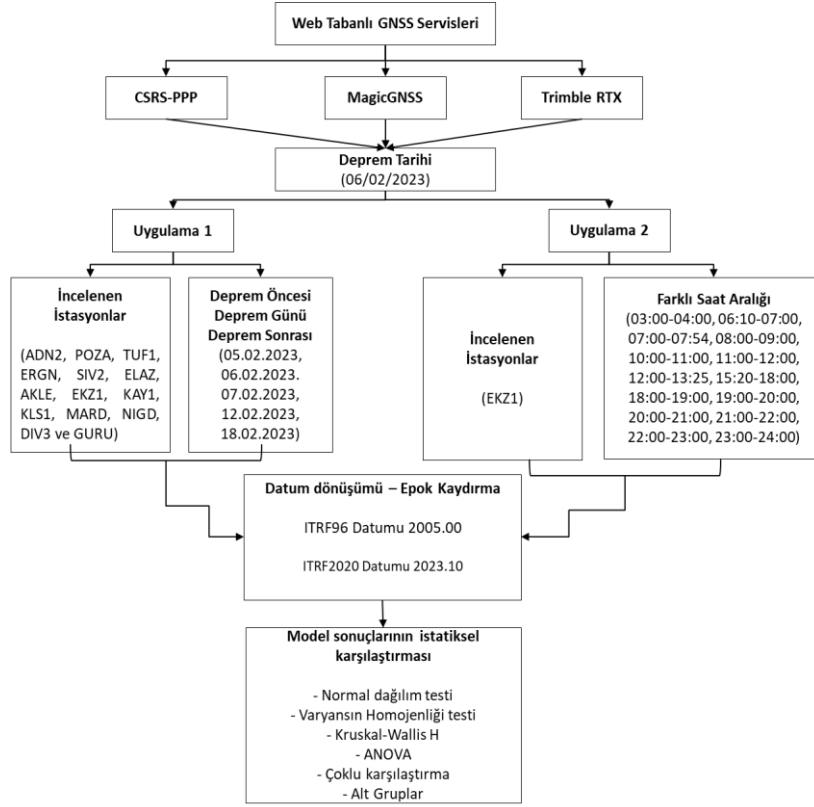 Web Tabanlı GNSS Servisleri
CSRS-PPP
MagicGNSS
Trimble RTX
Deprem Tarihi
(06/02/2023)
Uygulama 1
Uygulama 2
İncelenen
İstasyonlar
(ADN2, POZA, TUF1,
ERGN, SIV2, ELAZ,
AKLE, EKZ1, KAY1,
KLS1, MARD, NIGD,
DIV3 ve GURU)
Deprem Öncesi
Deprem Günü
Deprem Sonrası
(05.02.2023,
06.02.2023.
07.02.2023,
12.02.2023,
18.02.2023)
İncelenen
İstasyonlar
(EKZ1)
Farklı Saat Aralığı
(03:00-04:00, 06:10-07:00,
07:00-07:54, 08:00-09:00,
10:00-11:00, 11:00-12:00,
12:00-13:25, 15:20-18:00,
18:00-19:00, 19:00-20:00,
20:00-21:00, 21:00-22:00,
22:00-23:00, 23:00-24:00)
Datum dönüşümü – Epok Kaydırma
ITRF96 Datumu 2005.00
ITRF2020 Datumu 2023.10
Model sonuçlarının istatiksel
karşılaştırması
- Normal dağılım testi
- Varyansın Homojenliği testi
- Kruskal-Wallis H
- ANOVA
- Çoklu karşılaştırma
- Alt Gruplar